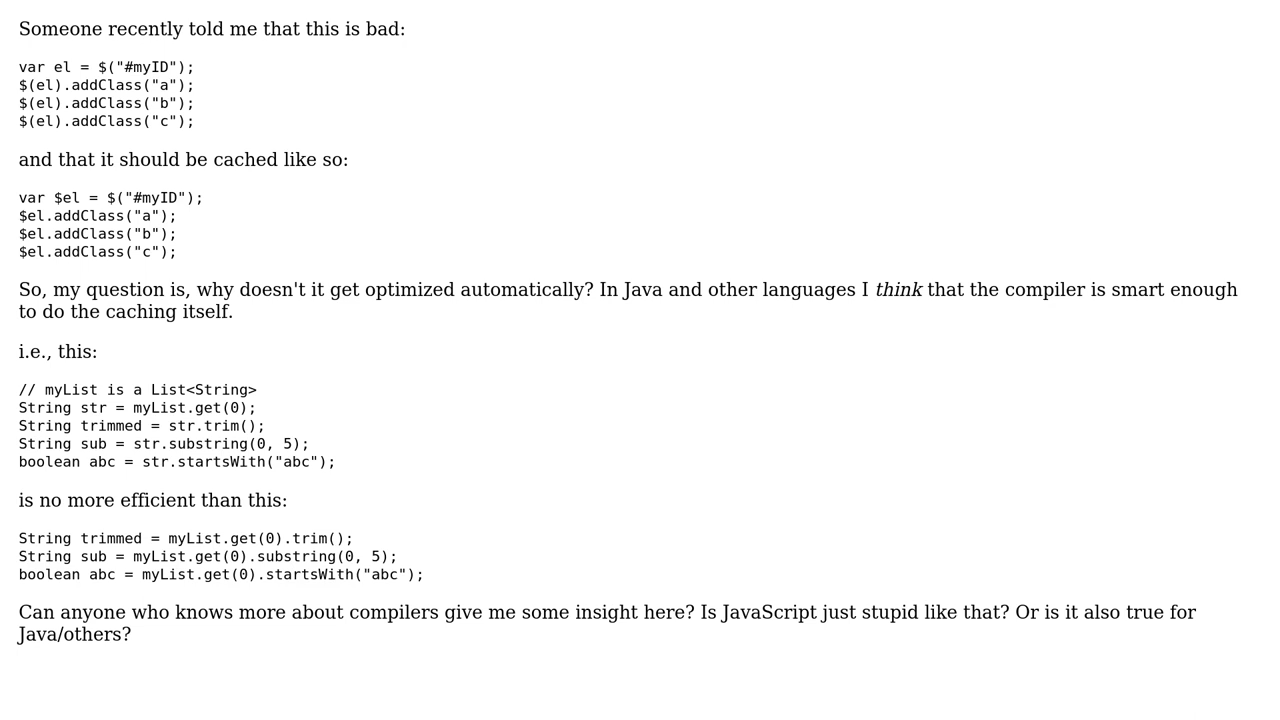 Someone recently told me that this is bad:
var el = $("#myID");
$(el).addClass("a");
$(el).addClass("b");
$(el).addClass("c");
and that it should be cached like so:
var $el = $("#myID");
$el.addClass("a");
$el.addClass("b");
$el.addClass("c");
So, my question is, why doesn't it get optimized automatically? In Java and other languages I think that the compiler is smart enough
to do the caching itself.
i.e., this:
// myList is a List<String>
String str = myList.get(0);
String trimmed = str.trim();
String sub = str.substring(0, 5);
boolean abc = str.startsWith("abc");
is no more efficient than this:
String trimmed = myList.get(0).trim();
String sub = myList.get(0).substring(0, 5);
boolean abc = myList.get(0).startsWith("abc");
Can anyone who knows more about compilers give me some insight here? Is JavaScript just stupid like that? Or is it also true for
Java/others?